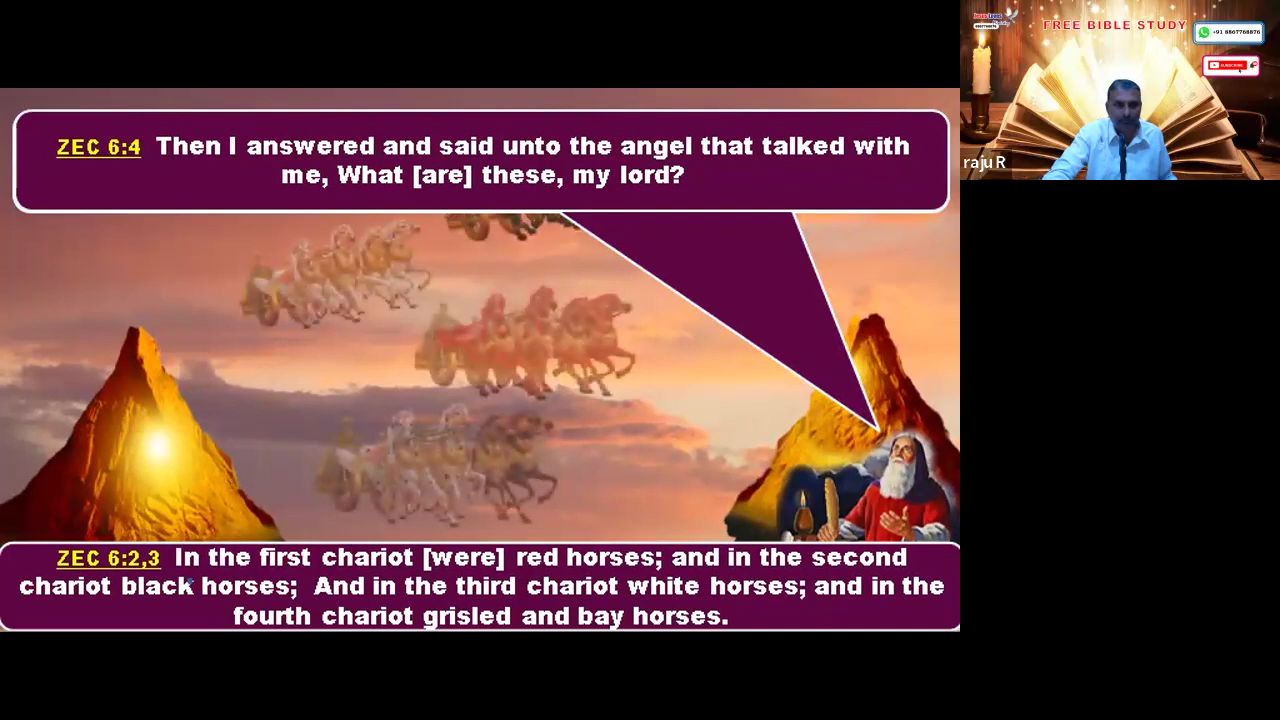 ZEC 6:4 Then I answered and said unto the angel that talked with
me, What [are] these, my lord?
ZEC 6:2,3 In the first chariot [were] red horses; and in the second
chariot black horses; And in the third chariot white horses; and in the
fourth chariot grisled and bay horses.
FREE BIBLE STUDY
+91 8867768876
SUBSCRIBE
raju R